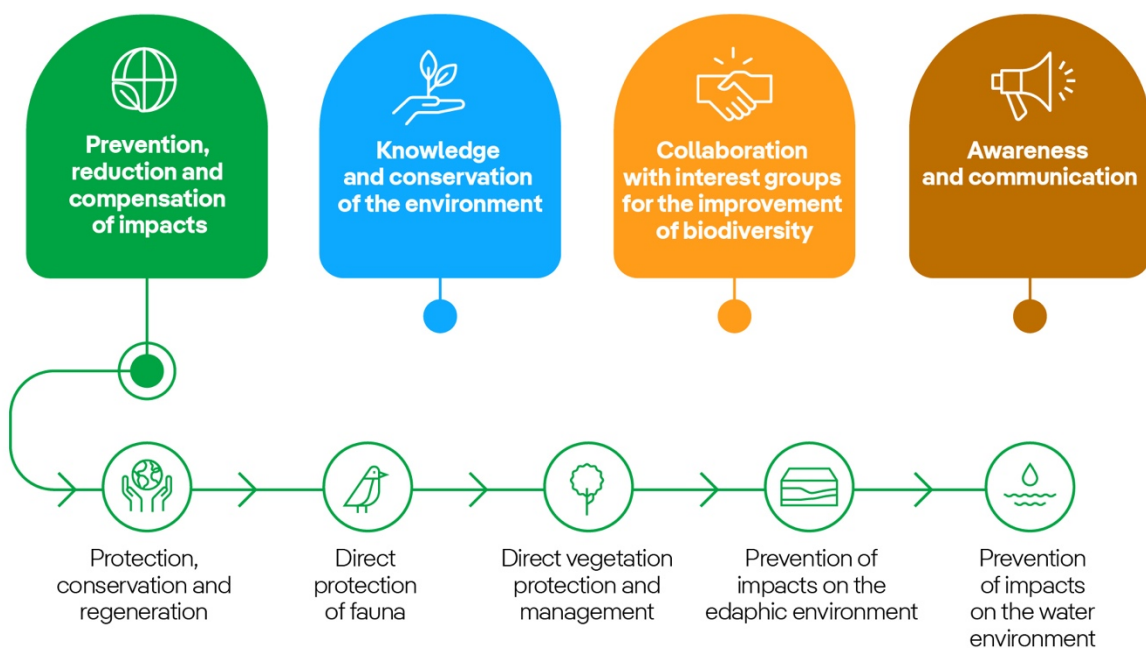 Prevention,
reduction and
compensation
of impacts
Knowledge
and conservation
of the environment
Collaboration
with interest groups
for the improvement
of biodiversity
Awareness
and communication
Protection,
conservation and
regeneration
Direct
protection
of fauna
Direct vegetation
protection and
management
Prevention of
impacts on the
edaphic environment
Prevention
of impacts
on the water
environment